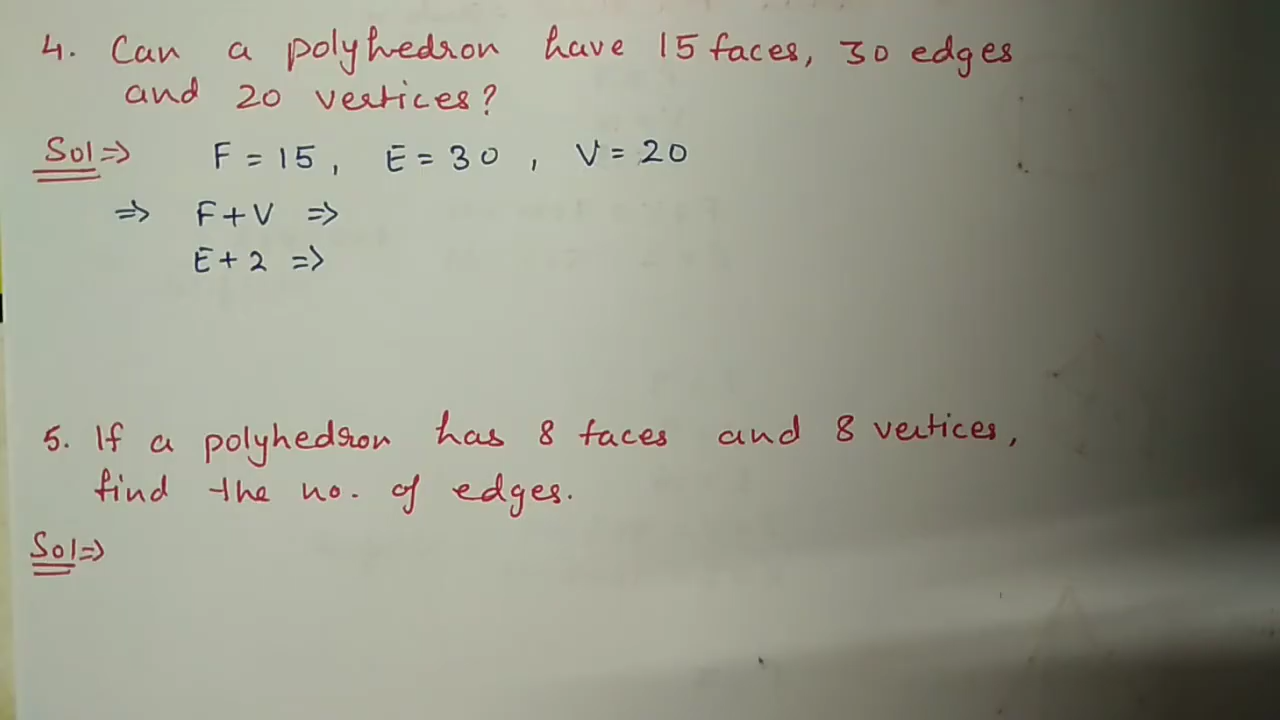 4. Can a polyhedron have 15 faces, 30 edges
and 20 vertices?
Sol => F = 15, E = 30, V = 20
=> F+V =>
E+2 =>
5. If a polyhedron has 8 faces and 8 vertices,
find the no. of edges.
Sol =>